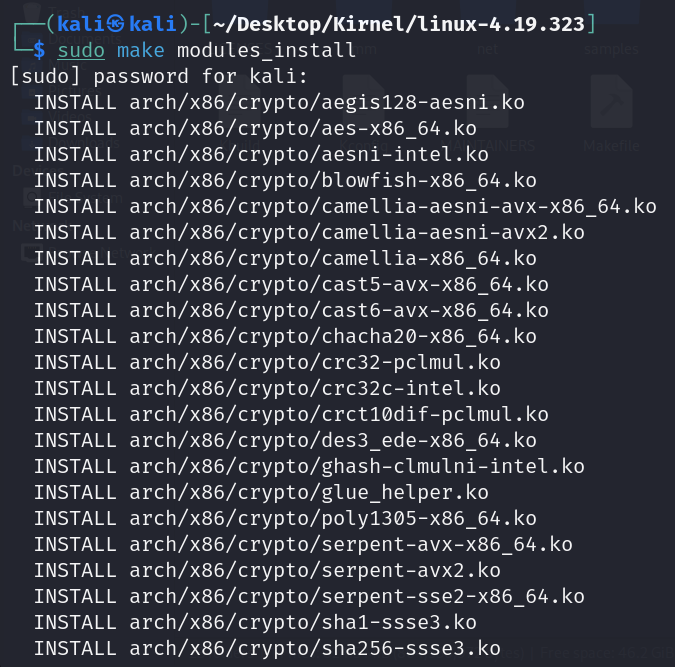 ┌──(kali㉿kali)-[~/Desktop/Kirnel/linux-4.19.323]
└─$ sudo make modules_install
[sudo] password for kali:
INSTALL arch/x86/crypto/aegis128-aesni.ko
INSTALL arch/x86/crypto/aes-x86_64.ko
INSTALL arch/x86/crypto/aesni-intel.ko
INSTALL arch/x86/crypto/blowfish-x86_64.ko
INSTALL arch/x86/crypto/camellia-aesni-avx-x86_64.ko
INSTALL arch/x86/crypto/camellia-aesni-avx2.ko
INSTALL arch/x86/crypto/camellia-x86_64.ko
INSTALL arch/x86/crypto/cast5-avx-x86_64.ko
INSTALL arch/x86/crypto/cast6-avx-x86_64.ko
INSTALL arch/x86/crypto/chacha20-x86_64.ko
INSTALL arch/x86/crypto/crc32-pclmul.ko
INSTALL arch/x86/crypto/crc32c-intel.ko
INSTALL arch/x86/crypto/crct10dif-pclmul.ko
INSTALL arch/x86/crypto/des3_ede-x86_64.ko
INSTALL arch/x86/crypto/ghash-clmulni-intel.ko
INSTALL arch/x86/crypto/glue_helper.ko
INSTALL arch/x86/crypto/poly1305-x86_64.ko
INSTALL arch/x86/crypto/serpent-avx-x86_64.ko
INSTALL arch/x86/crypto/serpent-avx2.ko
INSTALL arch/x86/crypto/serpent-sse2-x86_64.ko
INSTALL arch/x86/crypto/sha1-ssse3.ko
INSTALL arch/x86/crypto/sha256-ssse3.ko
net
samples
Makefile